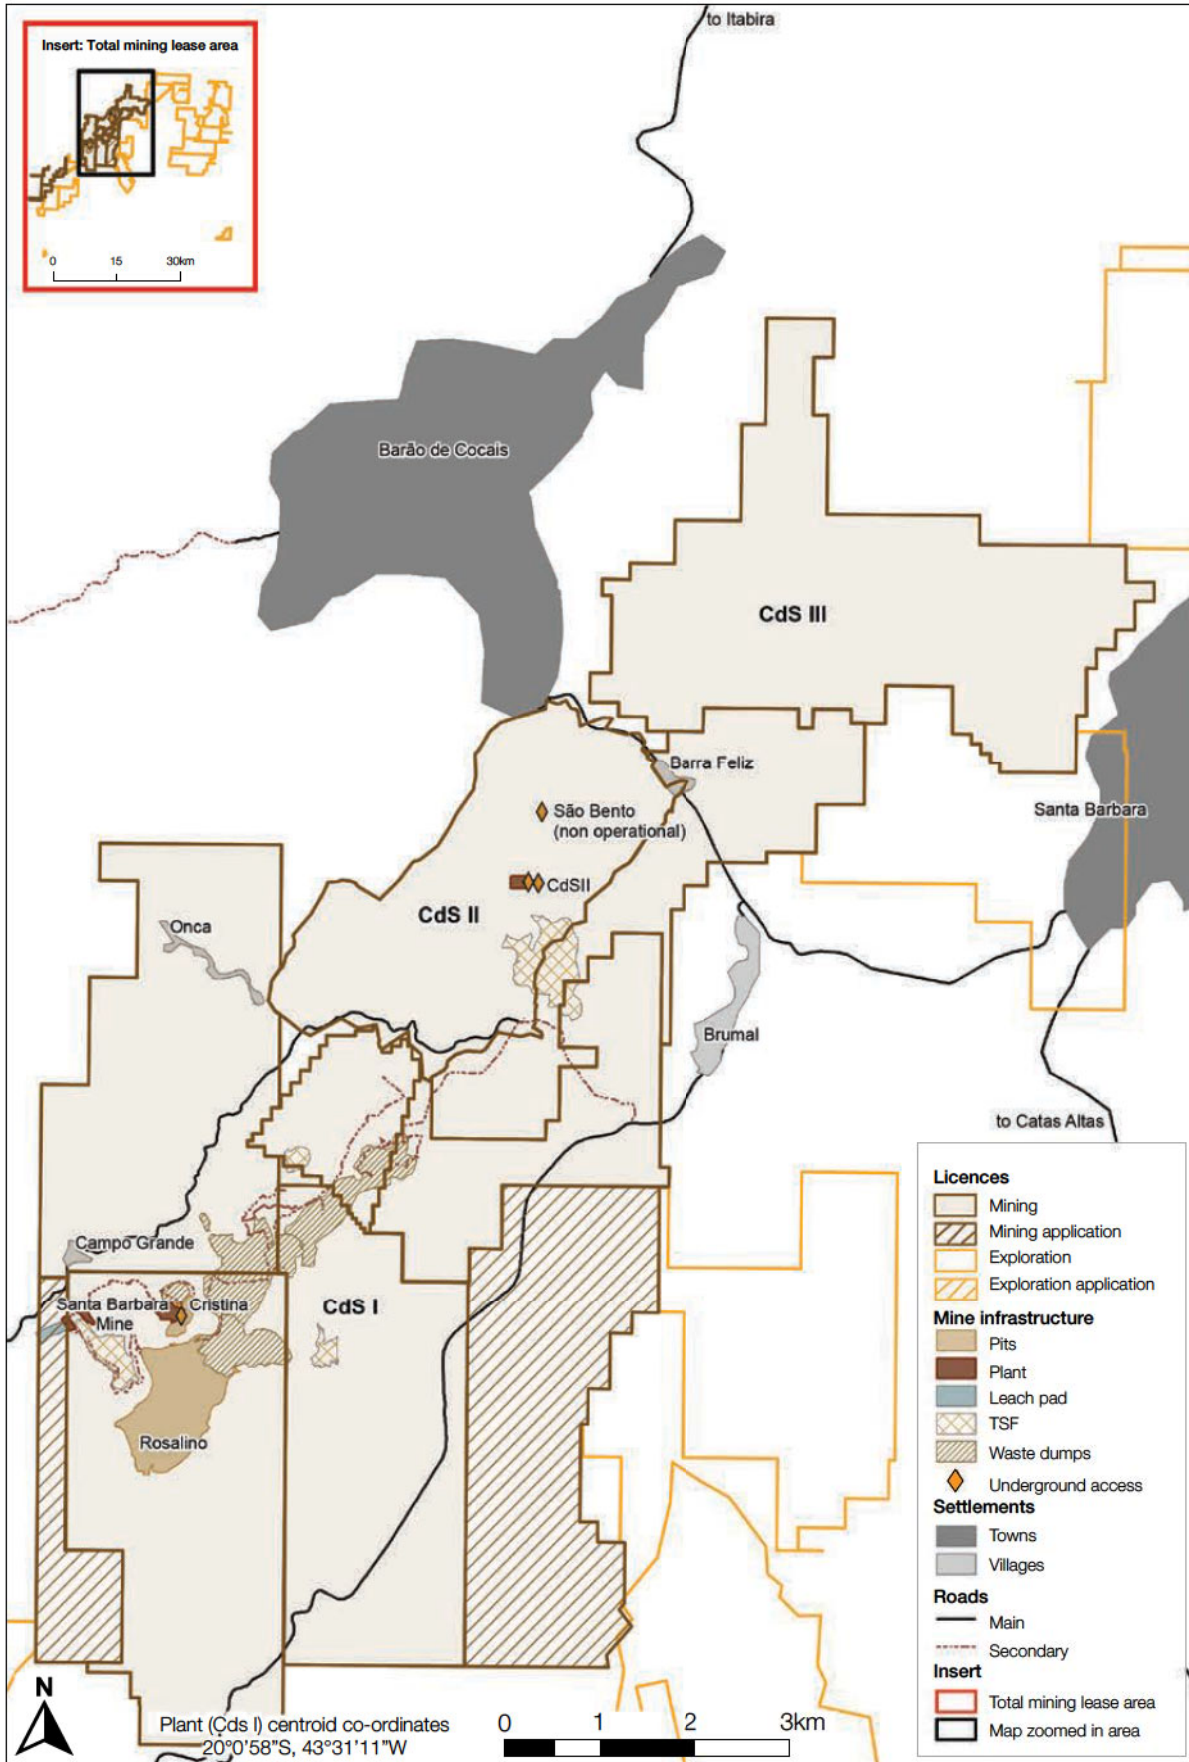 to Itabira
Insert: Total mining lease area
0 15 30km
Barão de Cocais
CdS III
Barra Feliz
São Bento
(non operational)
Santa Barbara
CdSII
CdS II
Onca
Brumal
to Catas Altas
Campo Grande
Santa Barbara
Mine
Cristina
CdS I
Rosalino
Licences
Mining
Mining application
Exploration
Exploration application
Mine infrastructure
Pits
Plant
Leach pad
TSF
Waste dumps
Underground access
Settlements
Towns
Villages
Roads
Main
Secondary
Insert
Total mining lease area
Map zoomed in area
N
Plant (Cds I) centroid co-ordinates
20°0'58"S, 43°31'11"W
0 1 2 3km